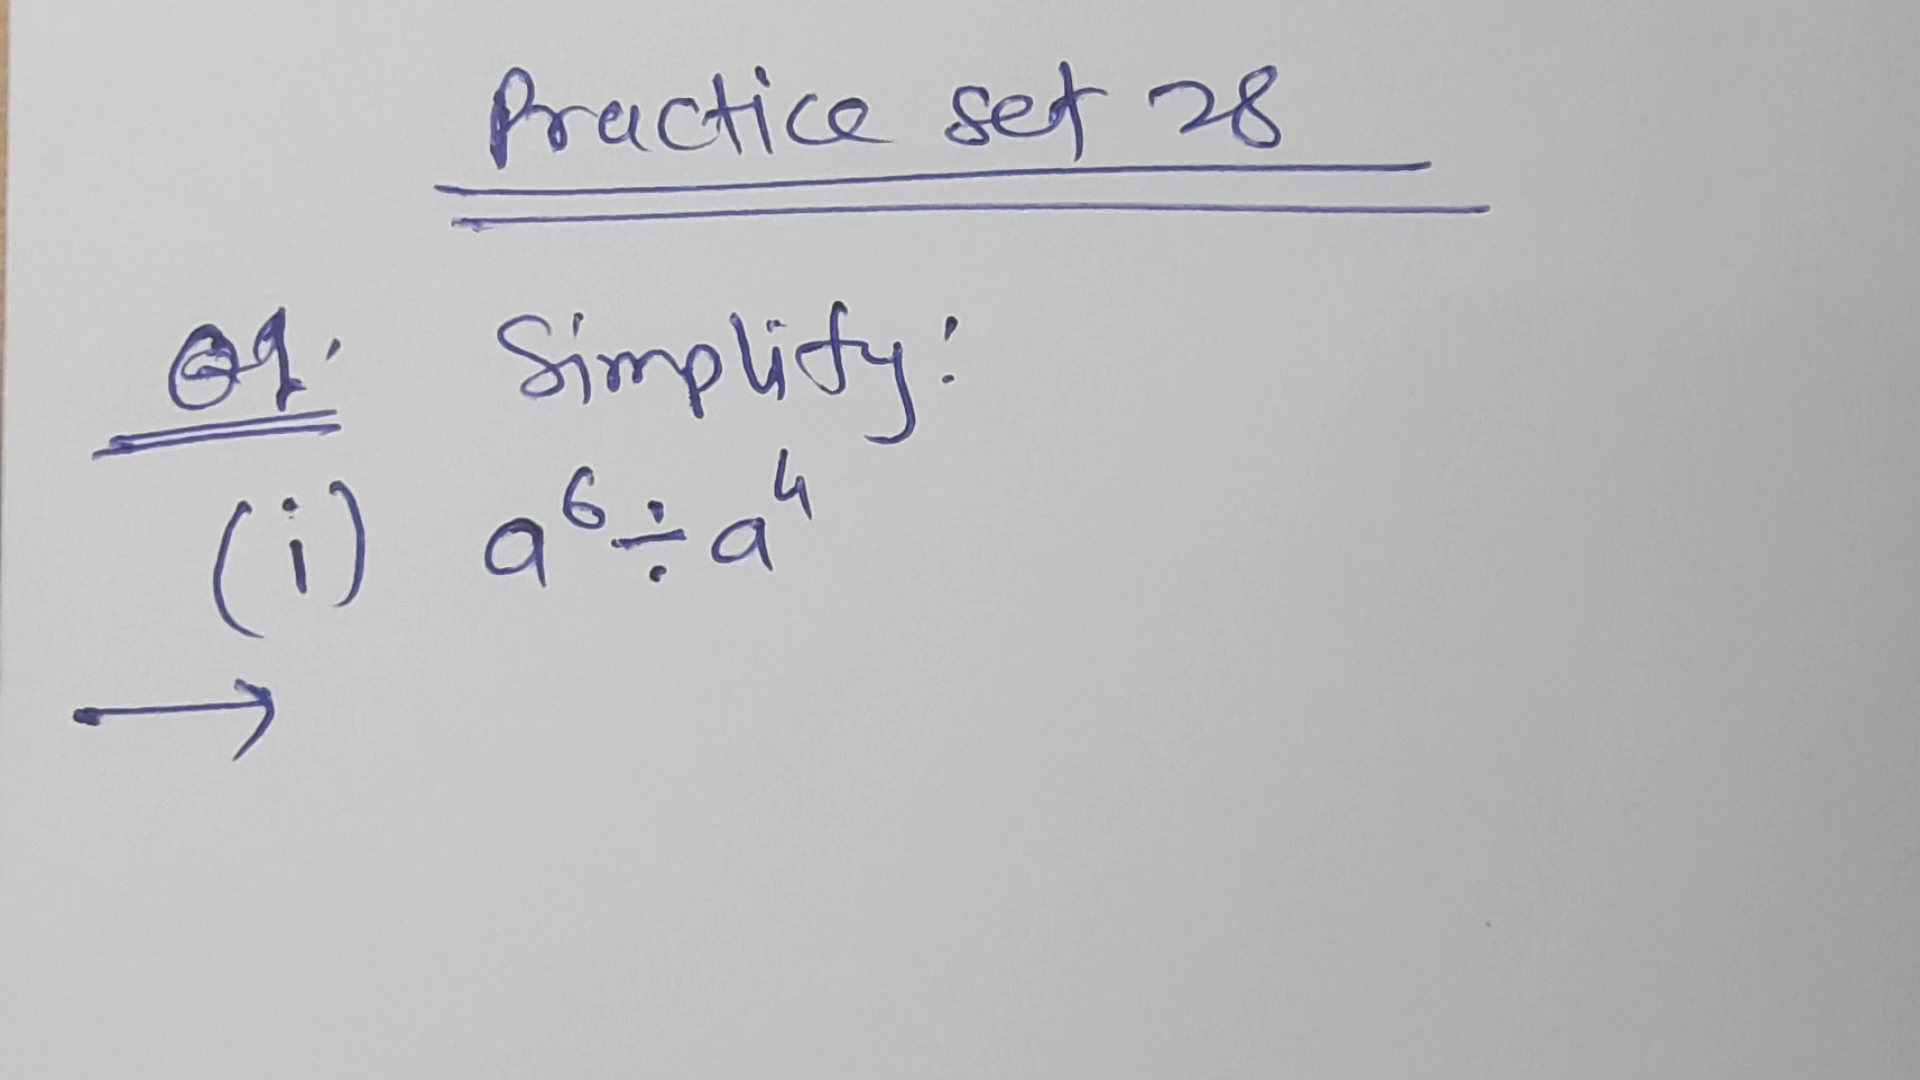 Practice set 28
Q1. Simplify:
(i) a⁶ ÷ a⁴
→